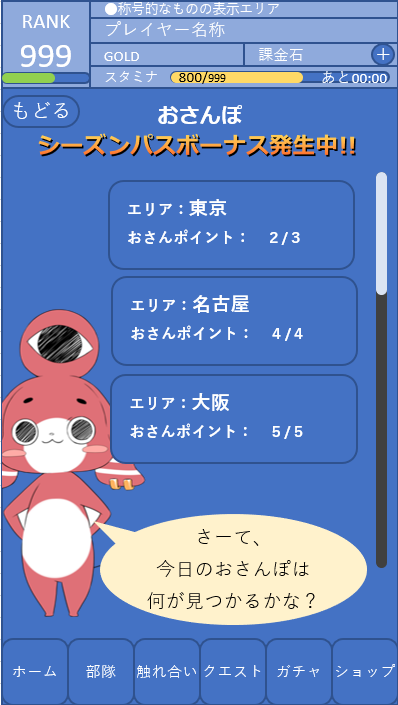 RANK
999
●称号的なものの表示エリア
プレイヤー名称
GOLD
課金石
+
スタミナ
800/999
あと00:00
もどる
おさんぽ
シーズンパスボーナス発生中!!
エリア：東京
おさんポイント： 2/3
エリア：名古屋
おさんポイント： 4/4
エリア：大阪
おさんポイント： 5/5
さーて、
今日のおさんぽは
何が見つかるかな？
ホーム
部隊
触れ合い
クエスト
ガチャ
ショップ